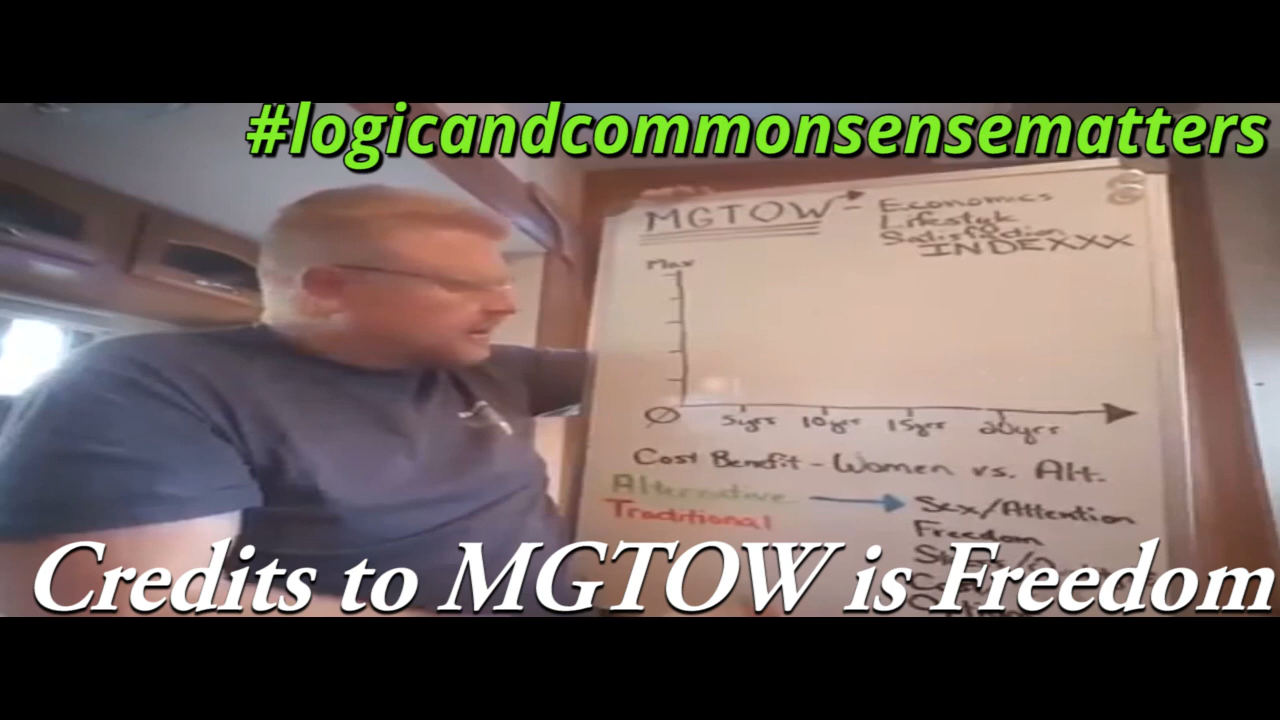 #logicandcommonsensematters
MGTOW - Economics
Lifestyle
Satisfaction
INDEXXX
Max
Ø
5yrs 10yrs 15yrs 20yrs
Cost Benefit - Women vs. Alt.
Alternative Sex/Attention
Traditional Freedom
Credits to MGTOW is Freedom